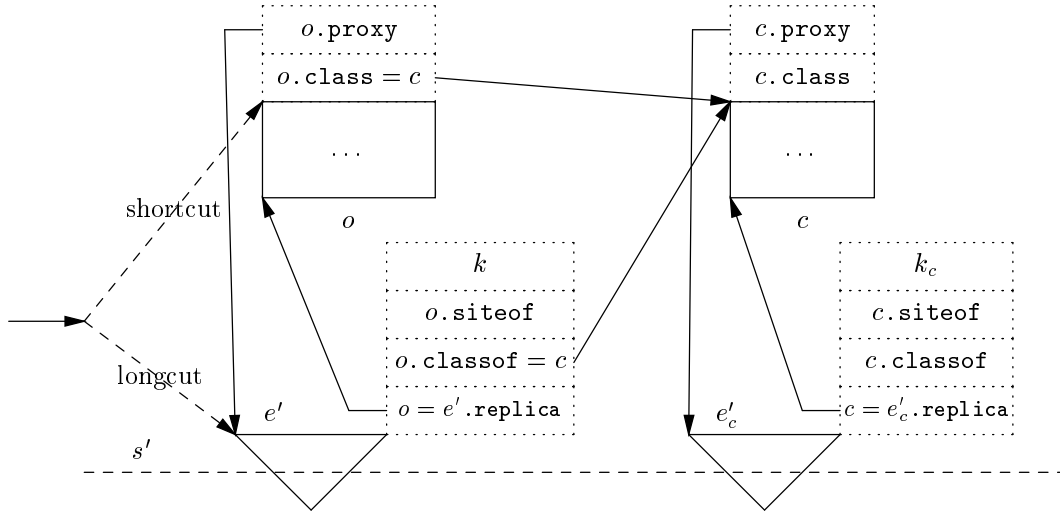 o.proxy
o.class = c
...
o
shortcut
longcut
k
o.siteof
o.classof = c
o = e′.replica
e′
s′
c.proxy
c.class
...
c
k_c
c.siteof
c.classof
c = e′_c.replica
e′_c